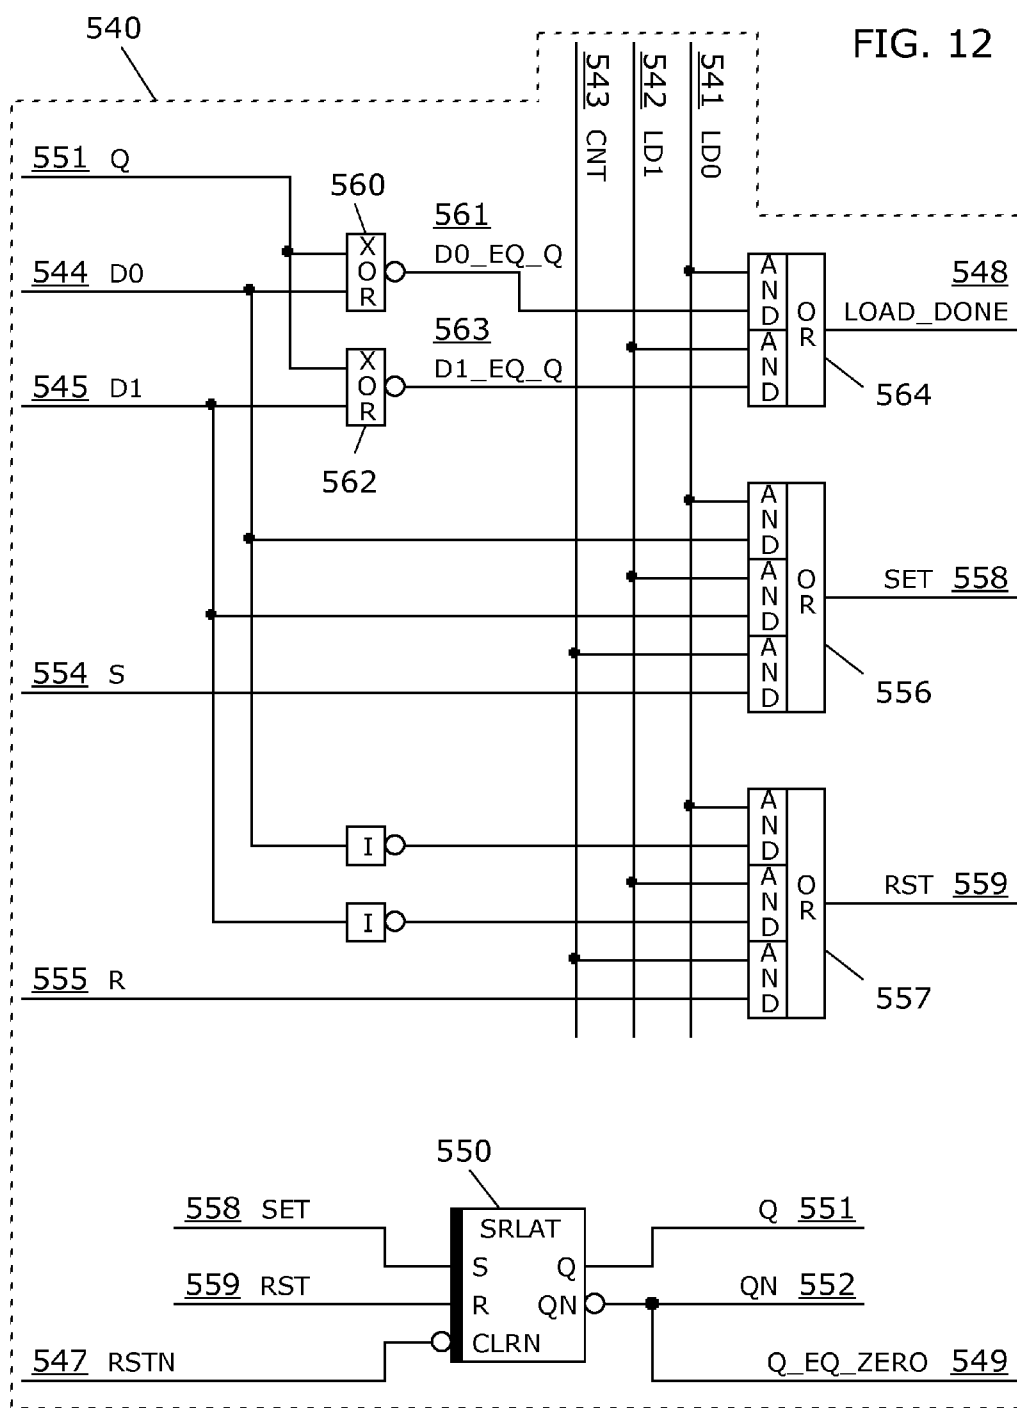 540
FIG. 12
543 CNT
542 LD1
541 LD0
551 Q
560
XOR
561
D0_EQ_Q
544 D0
AND
AND
OR
548
LOAD_DONE
564
563
D1_EQ_Q
XOR
545 D1
562
AND
AND
AND
OR
SET 558
556
554 S
I
I
AND
AND
AND
OR
RST 559
557
555 R
550
558 SET
559 RST
547 RSTN
SRLAT
S Q
R QN
CLRN
Q 551
QN 552
Q_EQ_ZERO 549